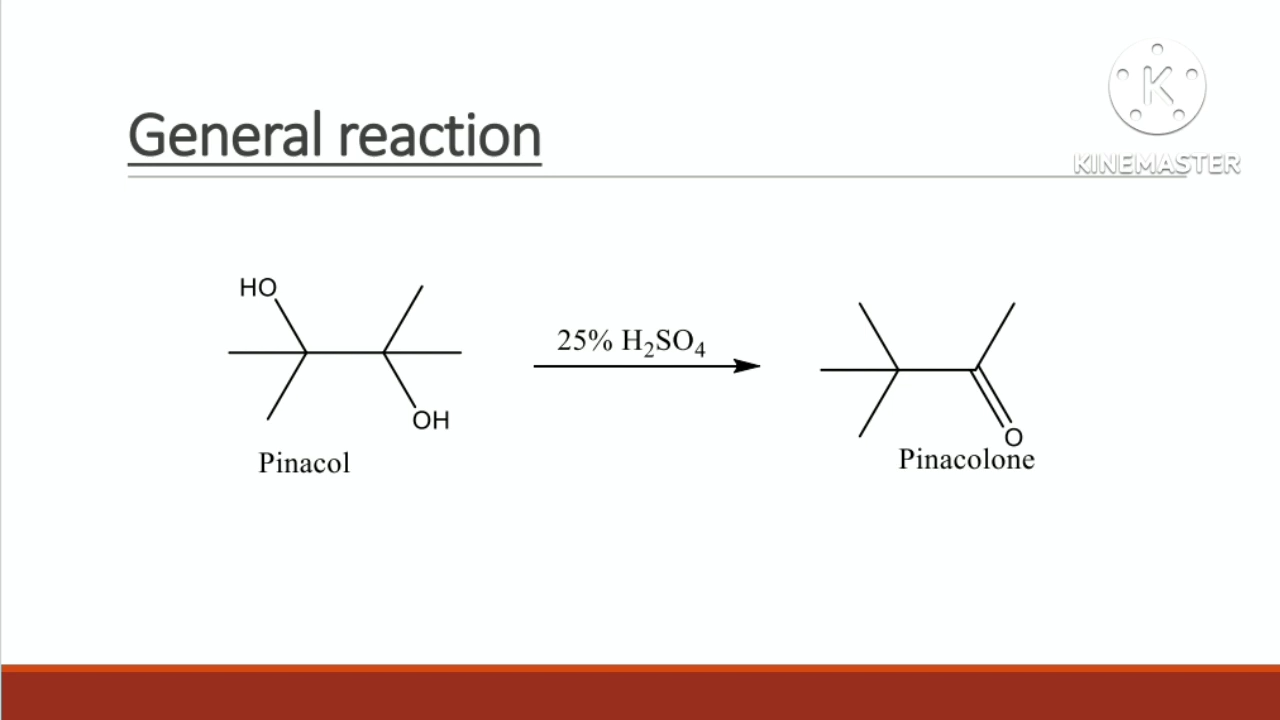 General reaction
K
KINEMASTER
HO
25% H₂SO₄
OH
O
Pinacol
Pinacolone